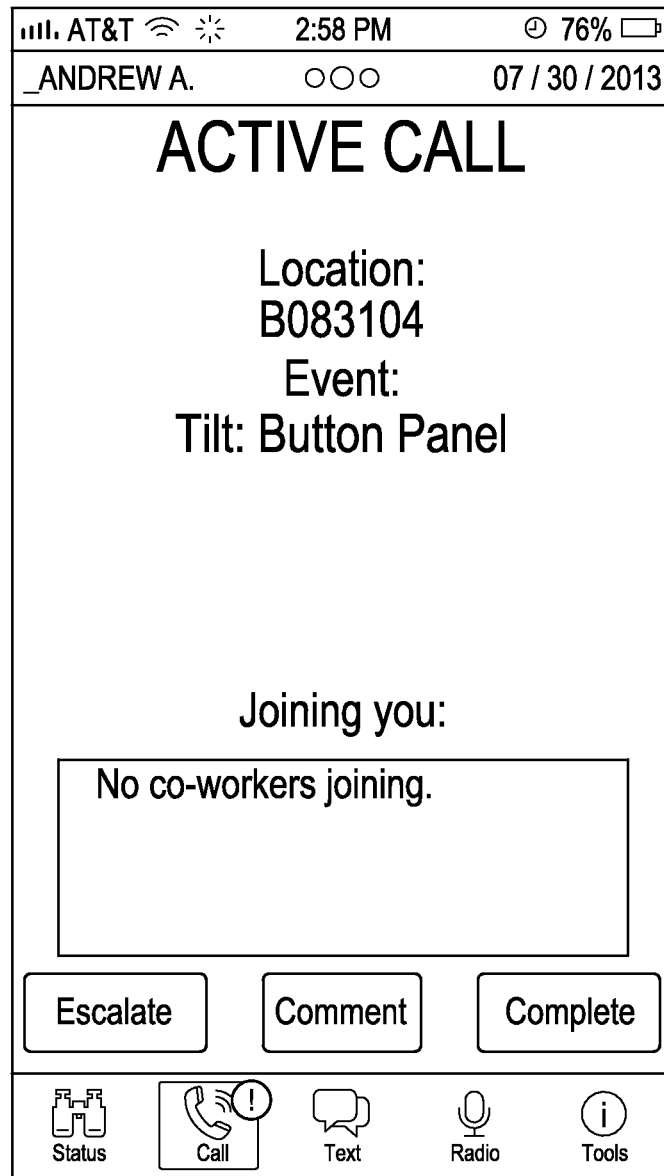 AT&T 2:58 PM 76%
_ANDREW A. 07 / 30 / 2013
ACTIVE CALL
Location:
B083104
Event:
Tilt: Button Panel
Joining you:
No co-workers joining.
Escalate Comment Complete
!
Status Call Text Radio Tools